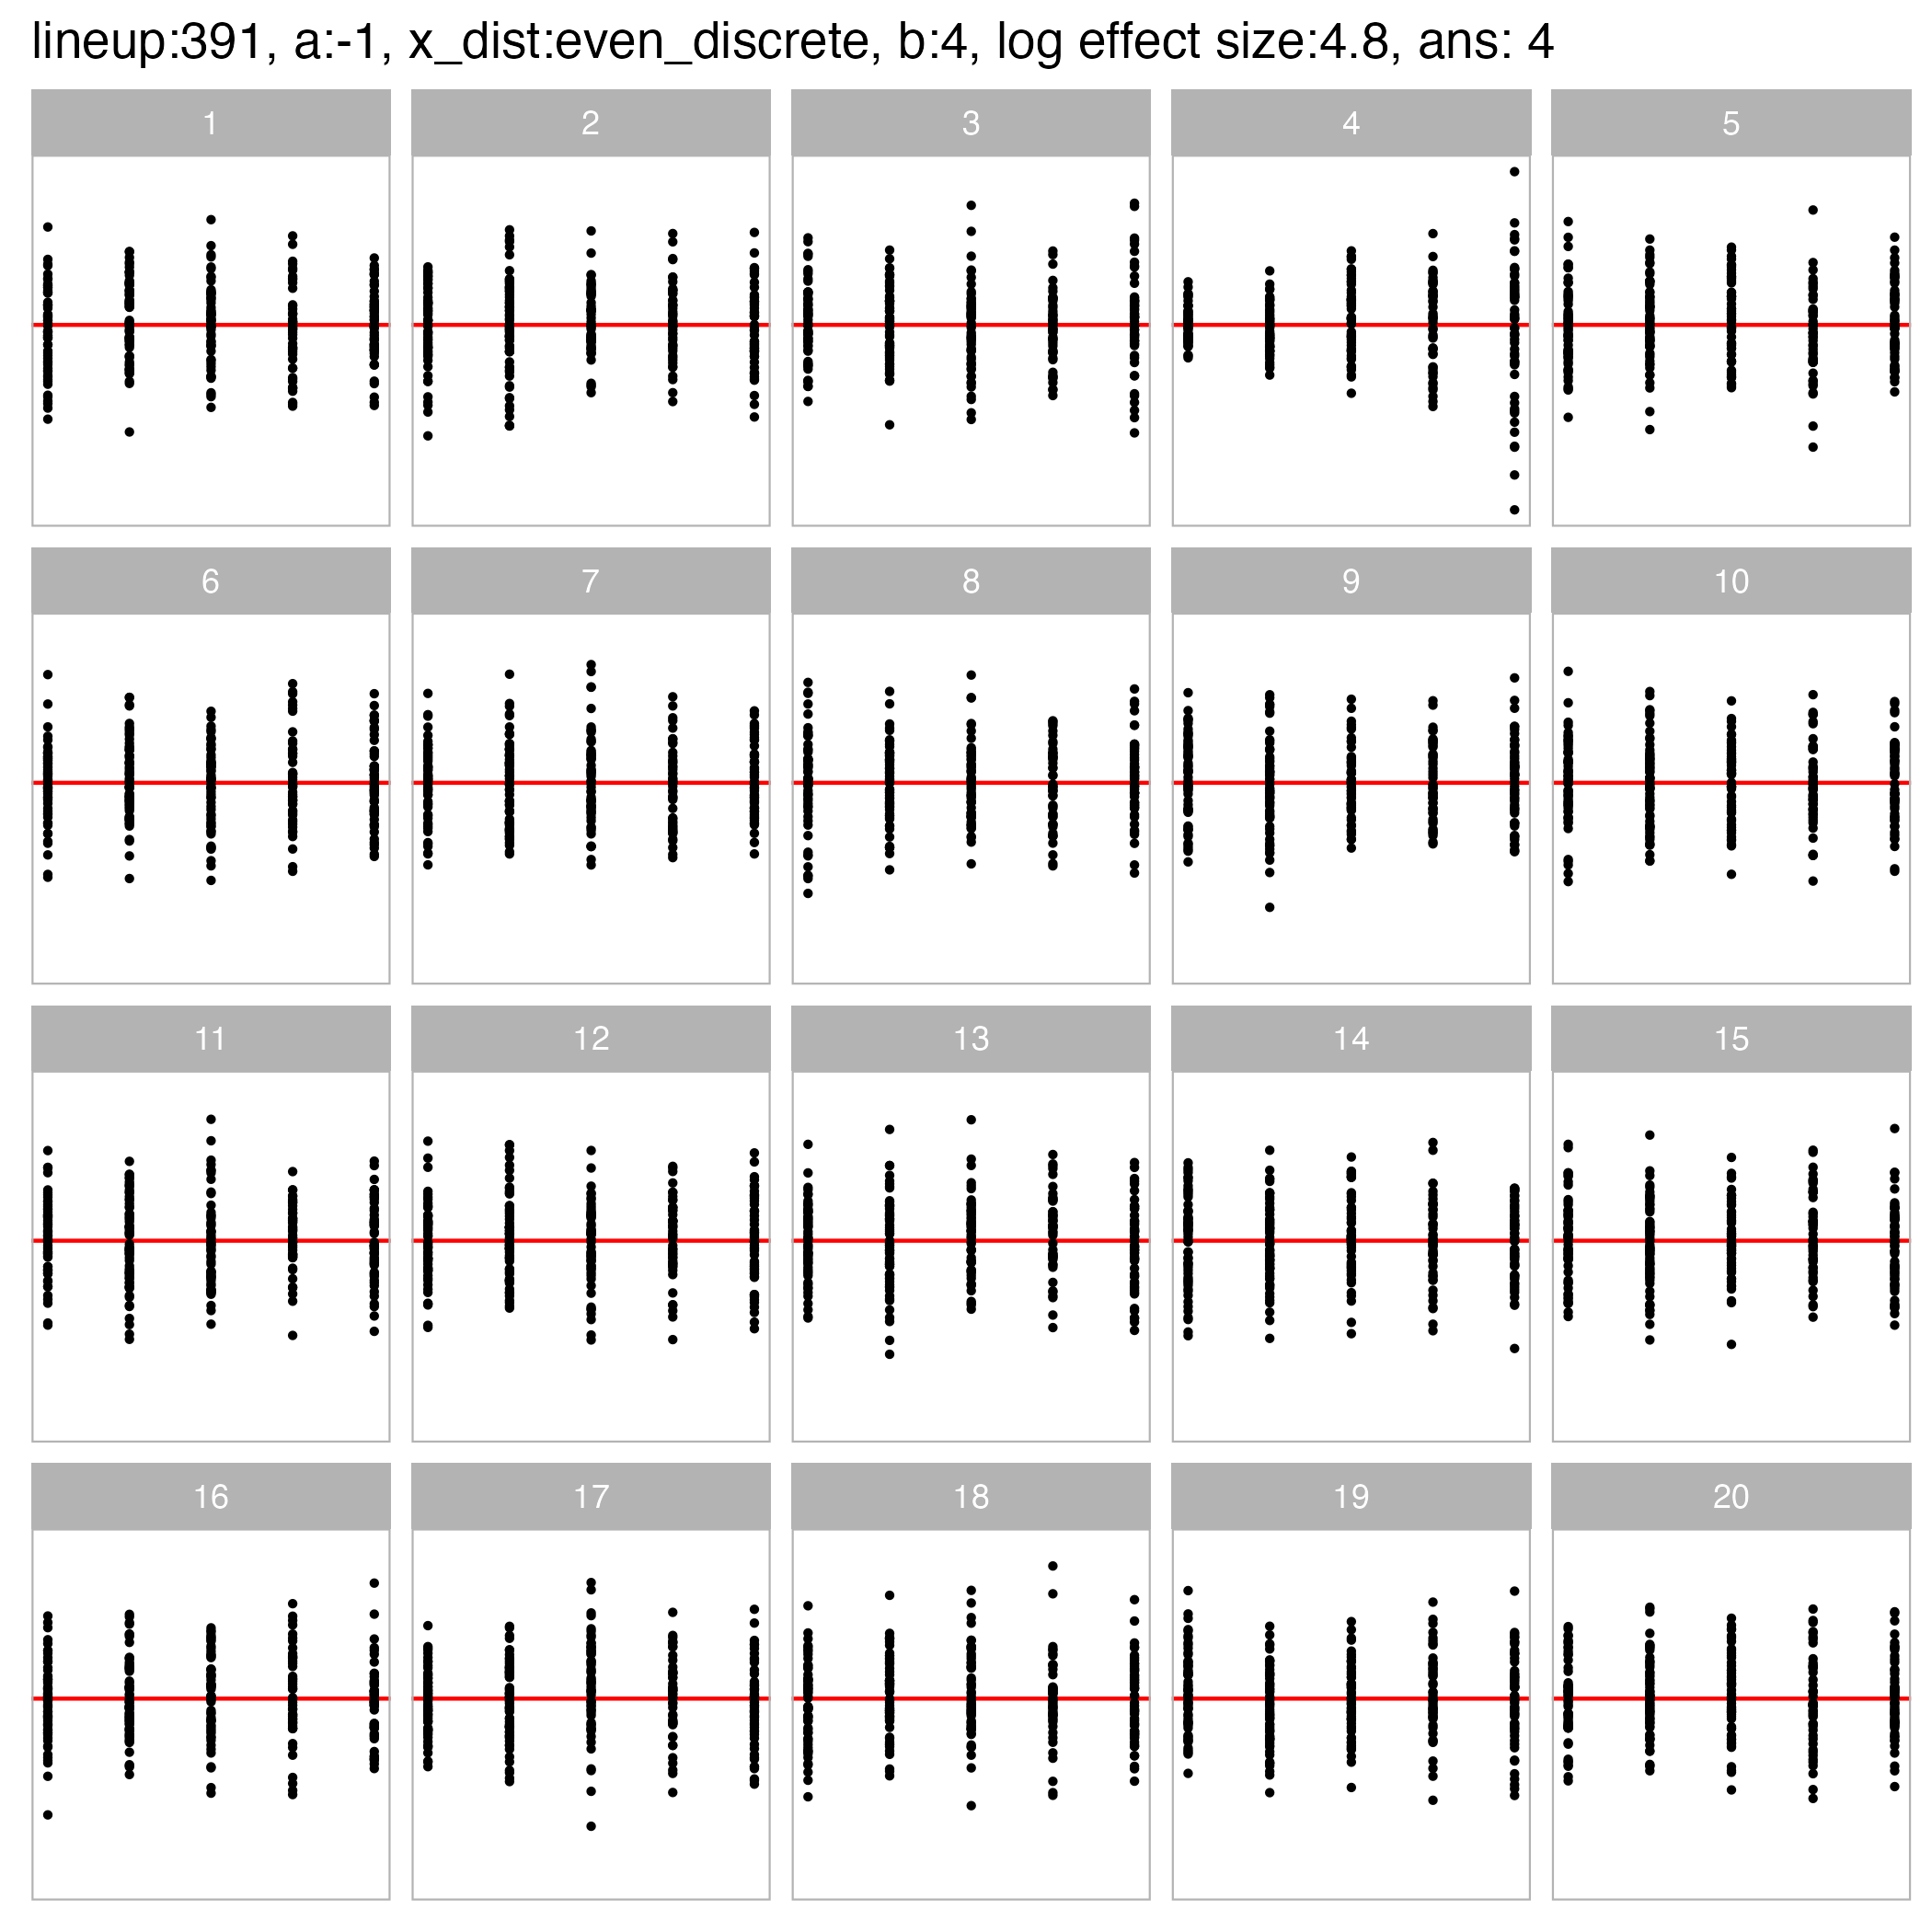 lineup:391, a:-1, x_dist:even_discrete, b:4, log effect size:4.8, ans: 4
1 2 3 4 5
6 7 8 9 10
11 12 13 14 15
16 17 18 19 20